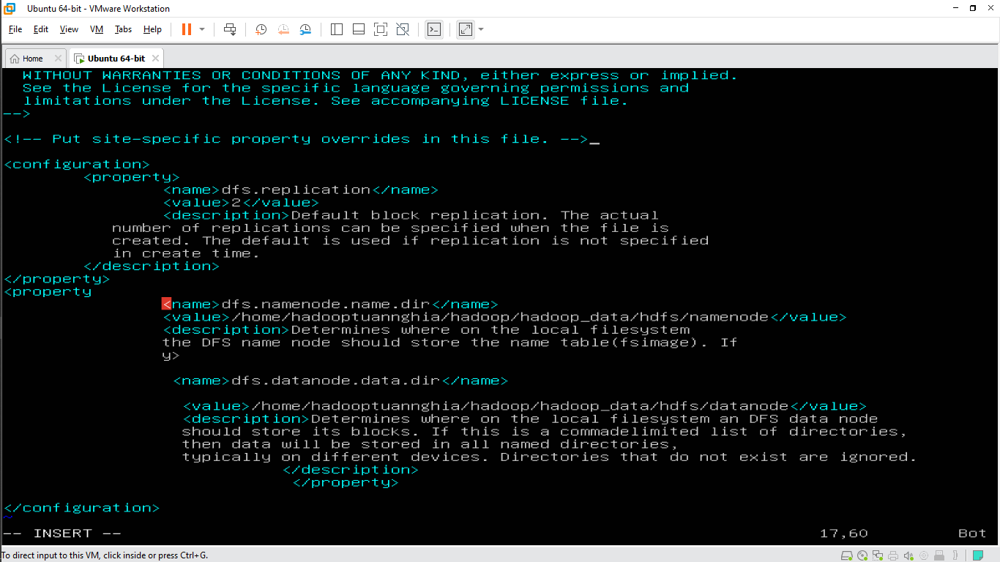 Ubuntu 64-bit - VMware Workstation
File Edit View VM Tabs Help
Home Ubuntu 64-bit
WITHOUT WARRANTIES OR CONDITIONS OF ANY KIND, either express or implied.
See the License for the specific language governing permissions and
limitations under the License. See accompanying LICENSE file.
-->
<!-- Put site-specific property overrides in this file. -->_
<configuration>
<property>
<name>dfs.replication</name>
<value>2</value>
<description>Default block replication. The actual
number of replications can be specified when the file is
created. The default is used if replication is not specified
in create time.
</description>
</property>
<property
<name>dfs.namenode.name.dir</name>
<value>/home/hadooptuannghia/hadoop/hadoop_data/hdfs/namenode</value>
<description>Determines where on the local filesystem
the DFS name node should store the name table(fsimage). If
y>
<name>dfs.datanode.data.dir</name>
<value>/home/hadooptuannghia/hadoop/hadoop_data/hdfs/datanode</value>
<description>Determines where on the local filesystem an DFS data node
should store its blocks. If this is a commadelimited list of directories,
then data will be stored in all named directories,
typically on different devices. Directories that do not exist are ignored.
</description>
</property>
</configuration>
~
-- INSERT -- 17,60 Bot
To direct input to this VM, click inside or press Ctrl+G.